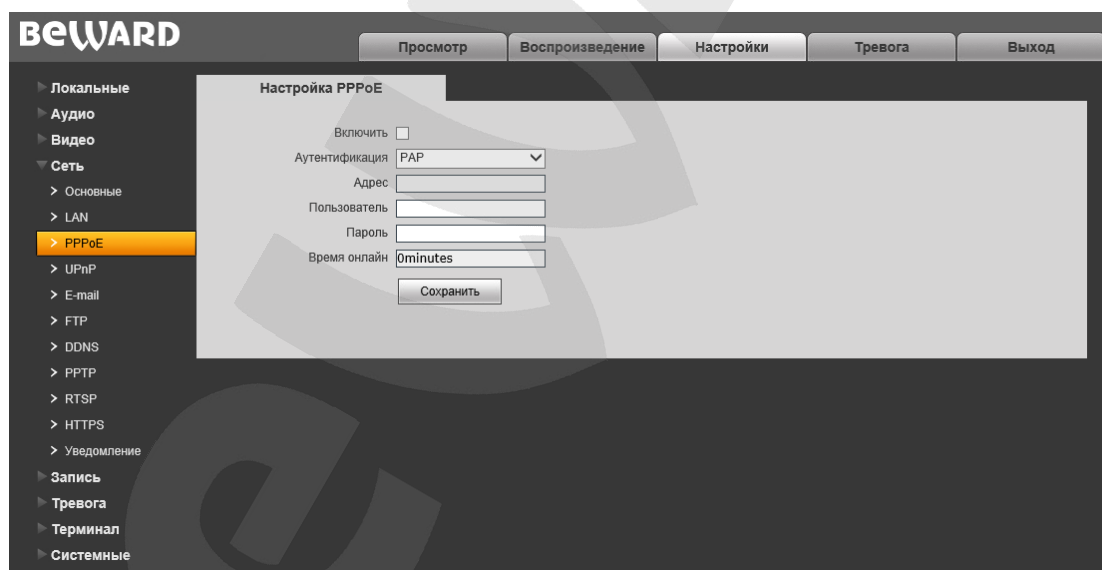 BEWARD
Просмотр Воспроизведение Настройки Тревога Выход
Локальные
Аудио
Видео
Сеть
> Основные
> LAN
> PPPoE
> UPnP
> E-mail
> FTP
> DDNS
> PPTP
> RTSP
> HTTPS
> Уведомление
Запись
Тревога
Терминал
Системные
Настройка PPPoE
Включить
Аутентификация PAP
Адрес
Пользователь
Пароль
Время онлайн 0minutes
Сохранить